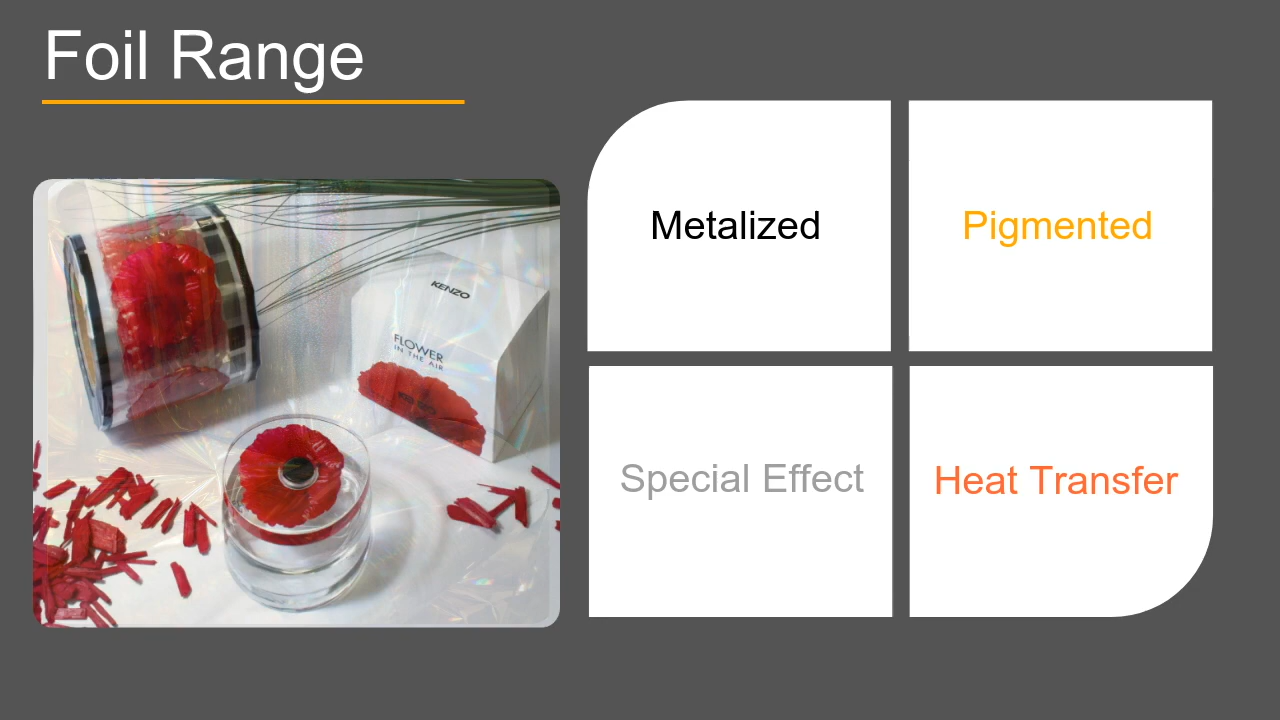 Foil Range
Metalized
Pigmented
Special Effect
Heat Transfer
KENZO
FLOWER
IN THE AIR